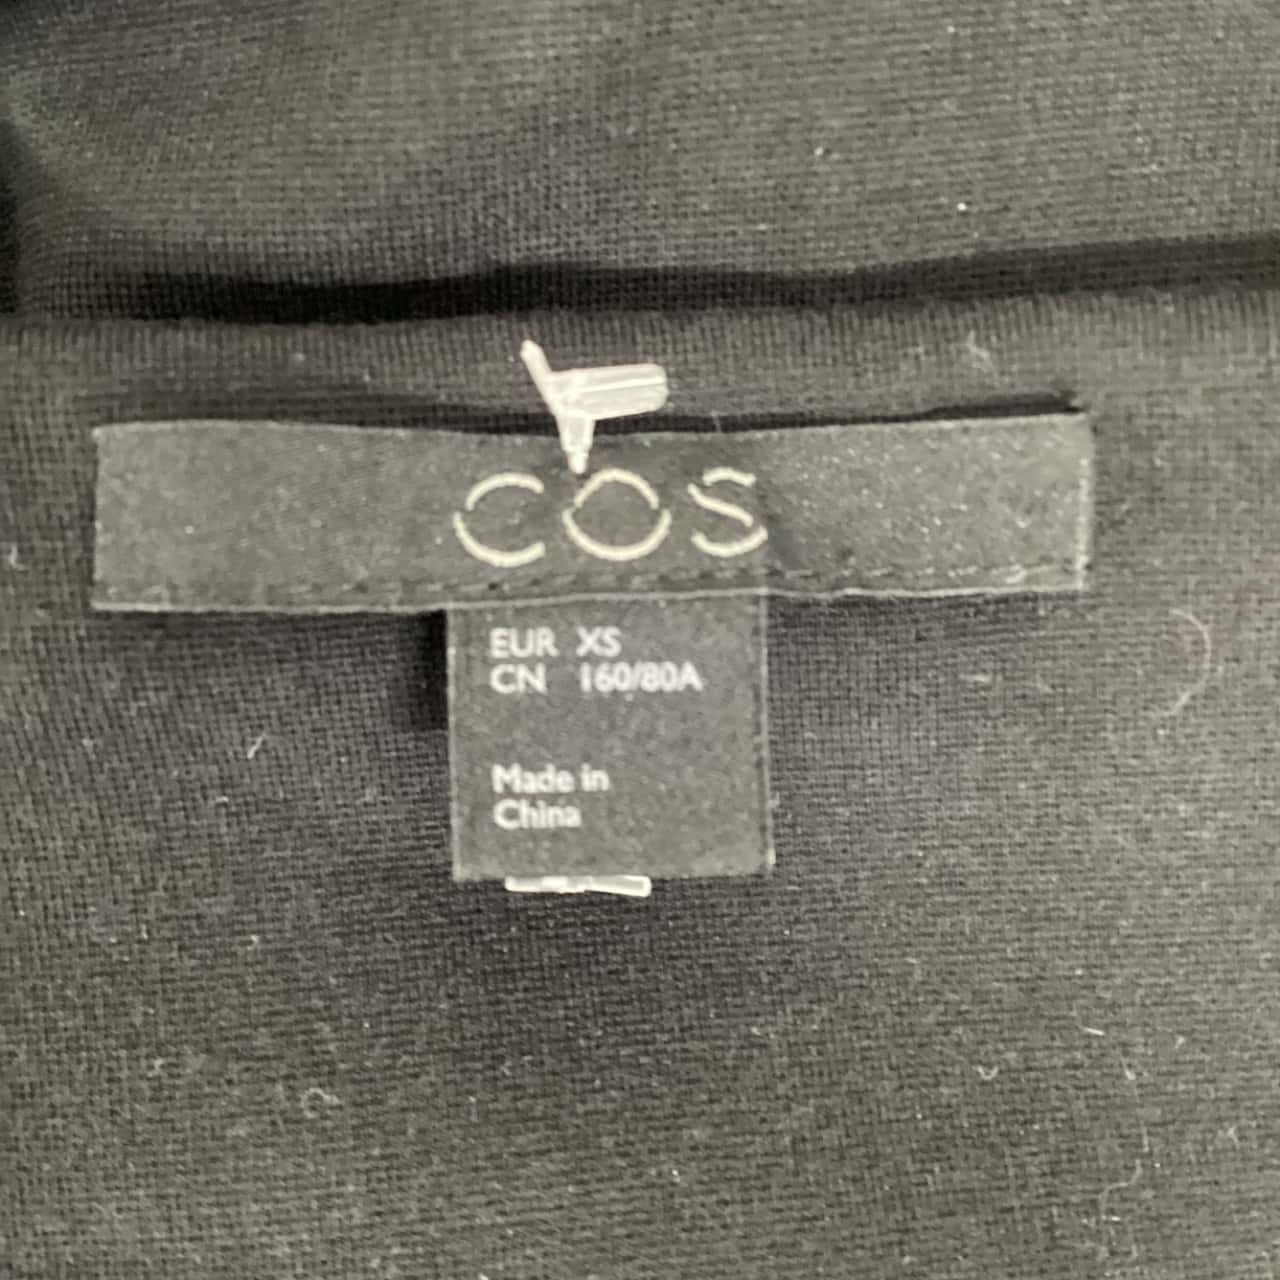 COS
EUR XS
CN 160/80A
Made in
China